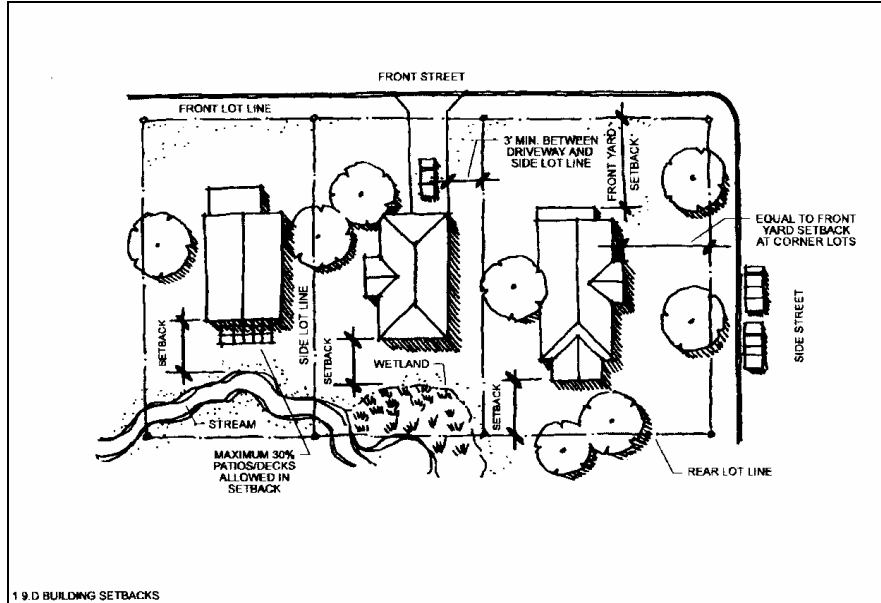 FRONT STREET
FRONT LOT LINE
3' MIN. BETWEEN
DRIVEWAY AND
SIDE LOT LINE
FRONT YARD
SETBACK
EQUAL TO FRONT
YARD SETBACK
AT CORNER LOTS
SIDE STREET
SETBACK
SIDE LOT LINE
SETBACK
WETLAND
SETBACK
STREAM
MAXIMUM 30%
PATIOS/DECKS
ALLOWED IN
SETBACK
REAR LOT LINE
1 9.D BUILDING SETBACKS